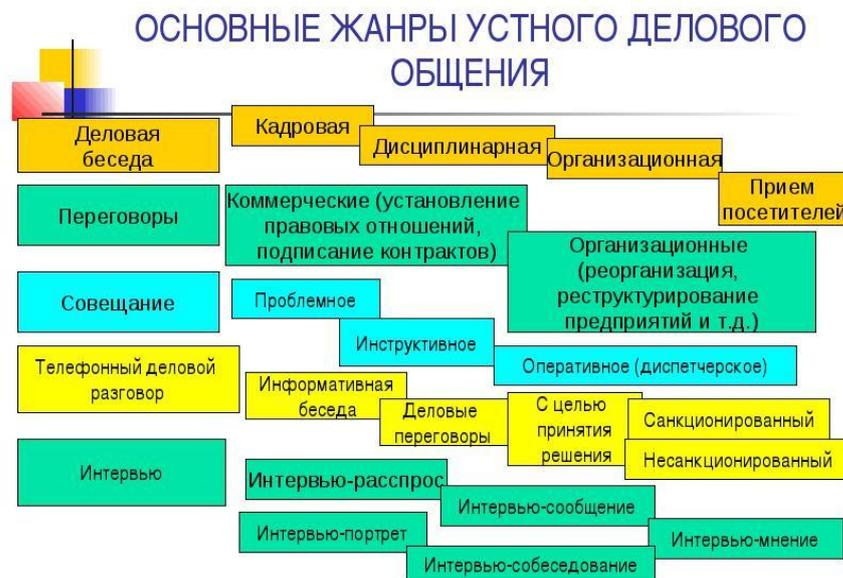 ОСНОВНЫЕ ЖАНРЫ УСТНОГО ДЕЛОВОГО
ОБЩЕНИЯ
Деловая
беседа
Кадровая
Дисциплинарная
Организационная
Прием
посетителей
Переговоры
Коммерческие (установление
правовых отношений,
подписание контрактов)
Организационные
(реорганизация,
реструктурирование
предприятий и т.д.)
Совещание
Проблемное
Инструктивное
Оперативное (диспетчерское)
Телефонный деловой
разговор
Информативная
беседа
Деловые
переговоры
С целью
принятия
решения
Санкционированный
Несанкционированный
Интервью
Интервью-расспрос
Интервью-сообщение
Интервью-портрет
Интервью-мнение
Интервью-собеседование